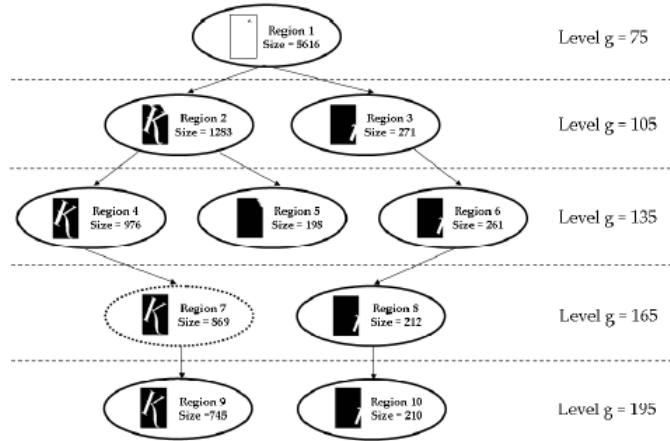 Region 1
Size = 5616
Level g = 75
Region 2
Size = 1283
Region 3
Size = 271
Level g = 105
Region 4
Size = 976
Region 5
Size = 198
Region 6
Size = 261
Level g = 135
Region 7
Size = 869
Region 8
Size = 212
Level g = 165
Region 9
Size =745
Region 10
Size = 210
Level g = 195